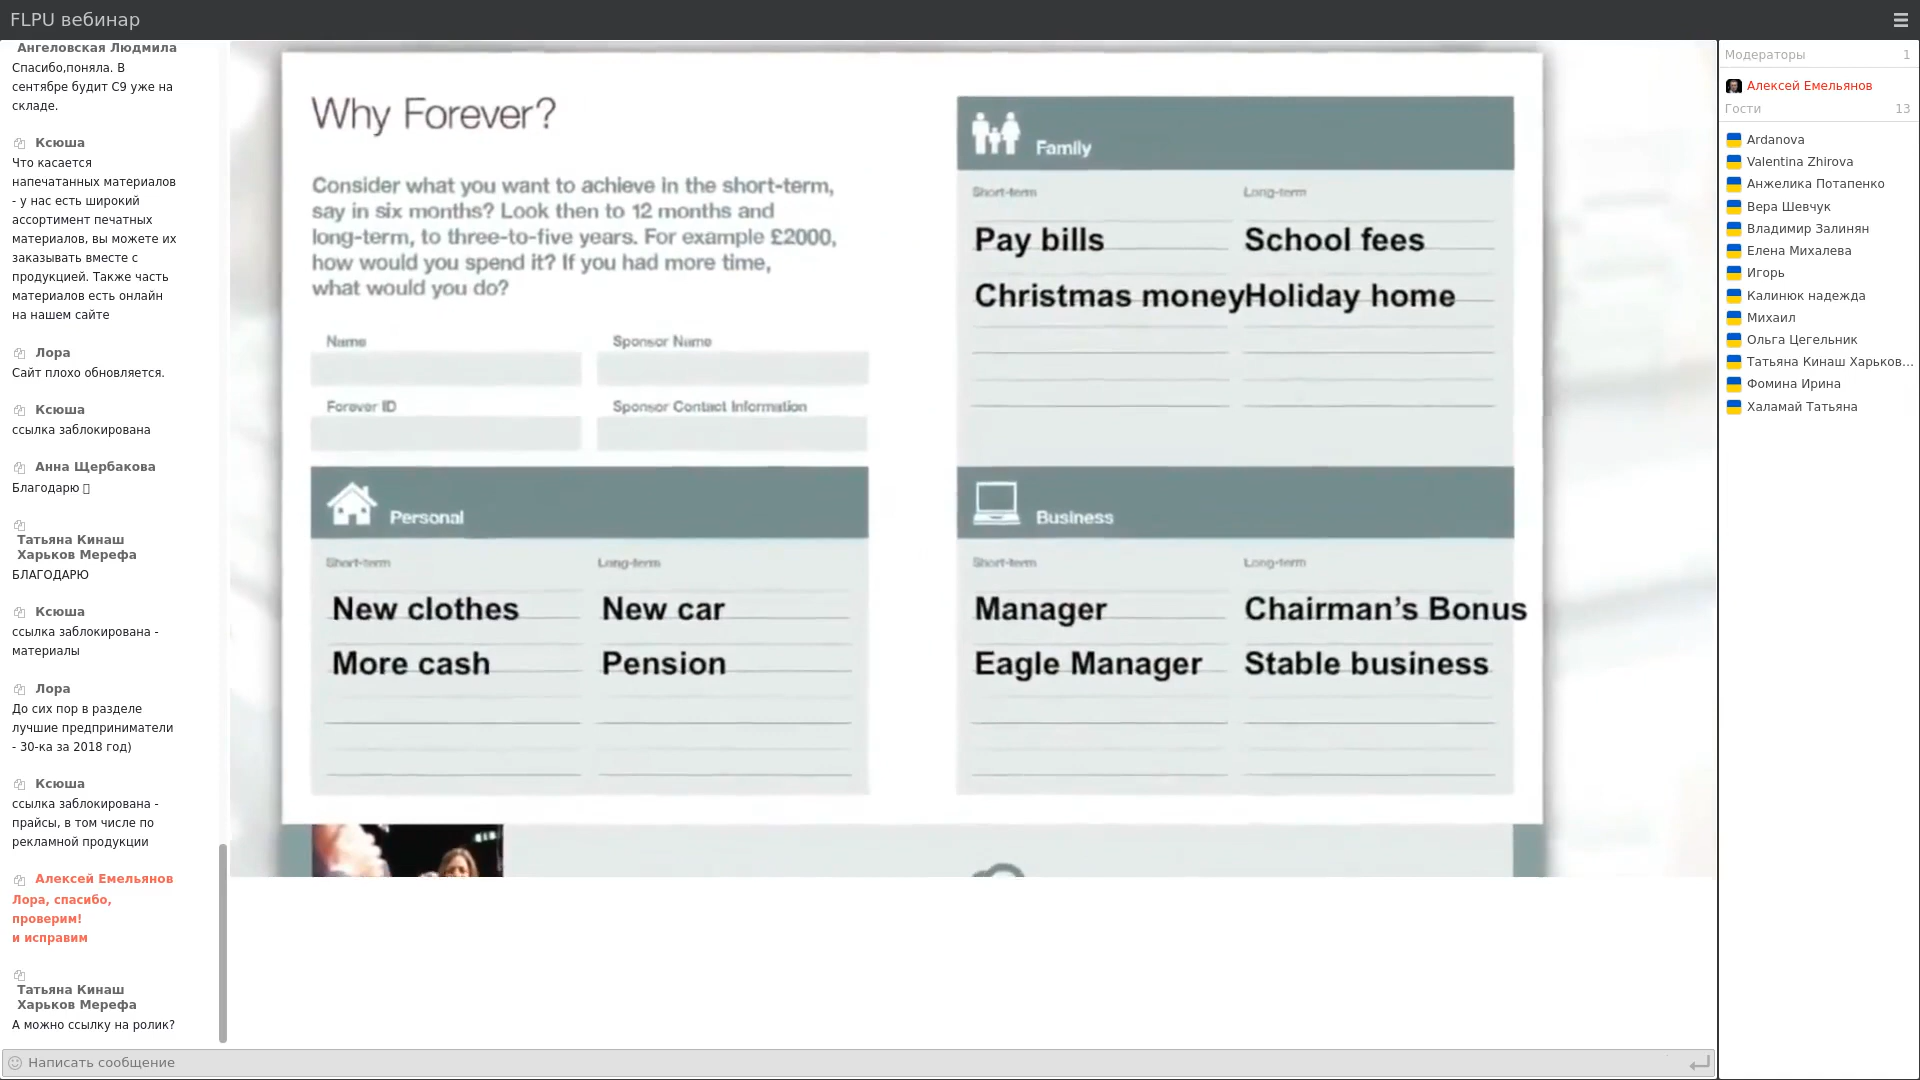 FLPU вебинар
Ангеловская Людмила
Спасибо,поняла. В
сентябре будит С9 уже на
складе.
Ксюша
Что касается
напечатанных материалов
- у нас есть широкий
ассортимент печатных
материалов, вы можете их
заказывать вместе с
продукцией. Также часть
материалов есть онлайн
на нашем сайте
Лора
Сайт плохо обновляется.
Ксюша
ссылка заблокирована
Анна Щербакова
Благодарю
Татьяна Кинаш
Харьков Мерефа
БЛАГОДАРЮ
Ксюша
ссылка заблокирована -
материалы
Лора
До сих пор в разделе
лучшие предприниматели
- 30-ка за 2018 год)
Ксюша
ссылка заблокирована -
прайсы, в том числе по
рекламной продукции
Алексей Емельянов
Лора, спасибо,
проверим!
и исправим
Татьяна Кинаш
Харьков Мерефа
А можно ссылку на ролик?
Написать сообщение
Why Forever?
Consider what you want to achieve in the short-term,
say in six months? Look then to 12 months and
long-term, to three-to-five years. For example £2000,
how would you spend it? If you had more time,
what would you do?
Name Sponsor Name
Forever ID Sponsor Contact Information
Family
Short-term Long-term
Pay bills School fees
Christmas money Holiday home
Personal
Short-term Long-term
New clothes New car
More cash Pension
Business
Short-term Long-term
Manager Chairman’s Bonus
Eagle Manager Stable business
Модераторы 1
Алексей Емельянов
Гости 13
Ardanova
Valentina Zhirova
Анжелика Потапенко
Вера Шевчук
Владимир Залинян
Елена Михалева
Игорь
Калинюк надежда
Михаил
Ольга Цегельник
Татьяна Кинаш Харьков...
Фомина Ирина
Халамай Татьяна